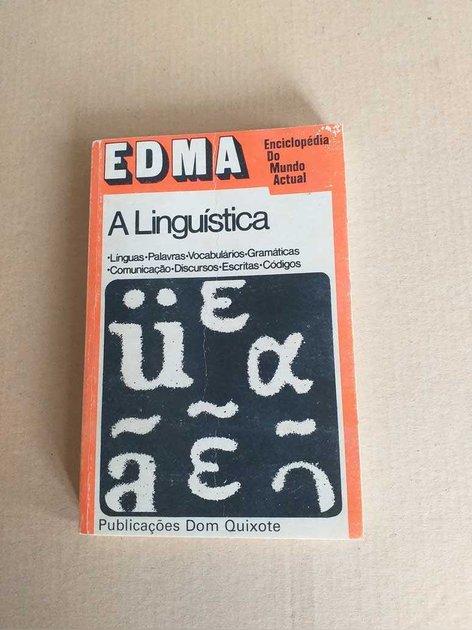 EDMA
Enciclopédia
Do
Mundo
Actual
A Linguística
•Línguas•Palavras•Vocabulários•Gramáticas
•Comunicação•Discursos•Escritas•Códigos
ü ɛ ɑ
ã ɛ̃ ɔ̃
Publicações Dom Quixote